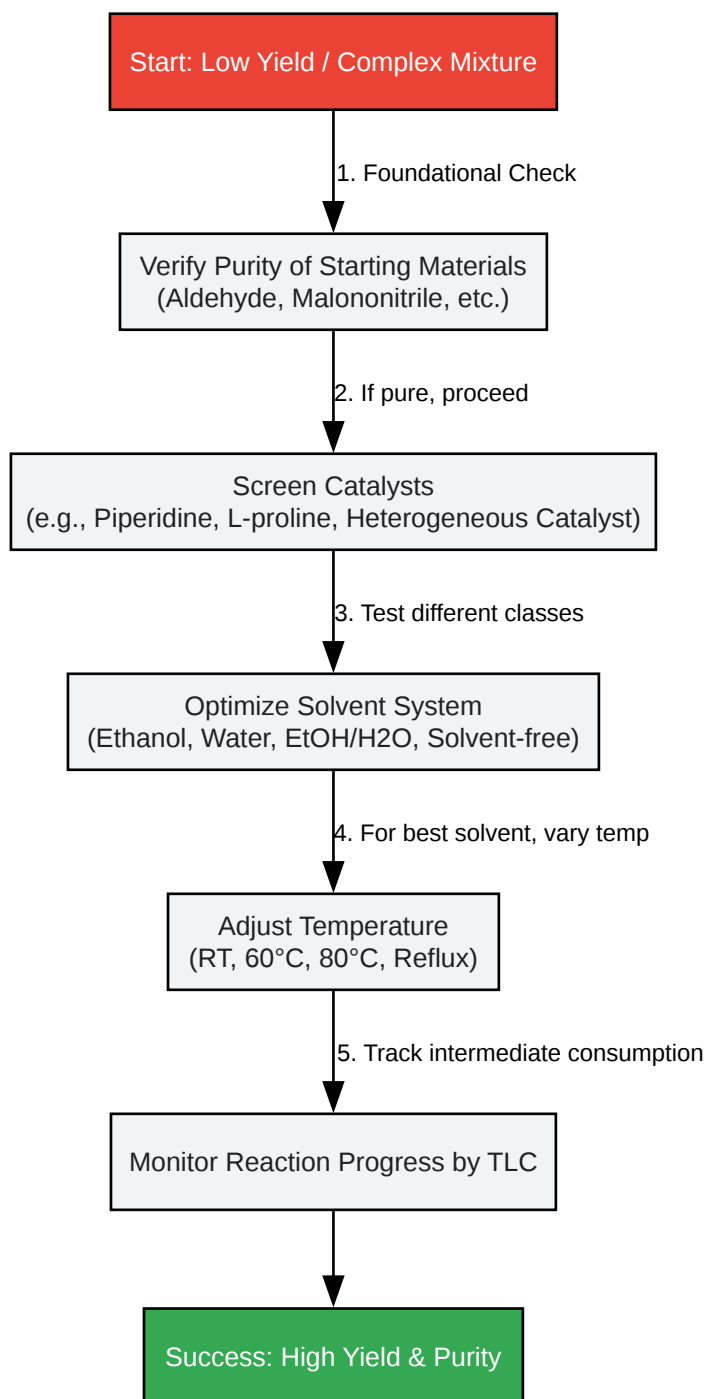 Start: Low Yield / Complex Mixture
1. Foundational Check
Verify Purity of Starting Materials
(Aldehyde, Malononitrile, etc.)
2. If pure, proceed
Screen Catalysts
(e.g., Piperidine, L-proline, Heterogeneous Catalyst)
3. Test different classes
Optimize Solvent System
(Ethanol, Water, EtOH/H2O, Solvent-free)
4. For best solvent, vary temp
Adjust Temperature
(RT, 60°C, 80°C, Reflux)
5. Track intermediate consumption
Monitor Reaction Progress by TLC
Success: High Yield & Purity